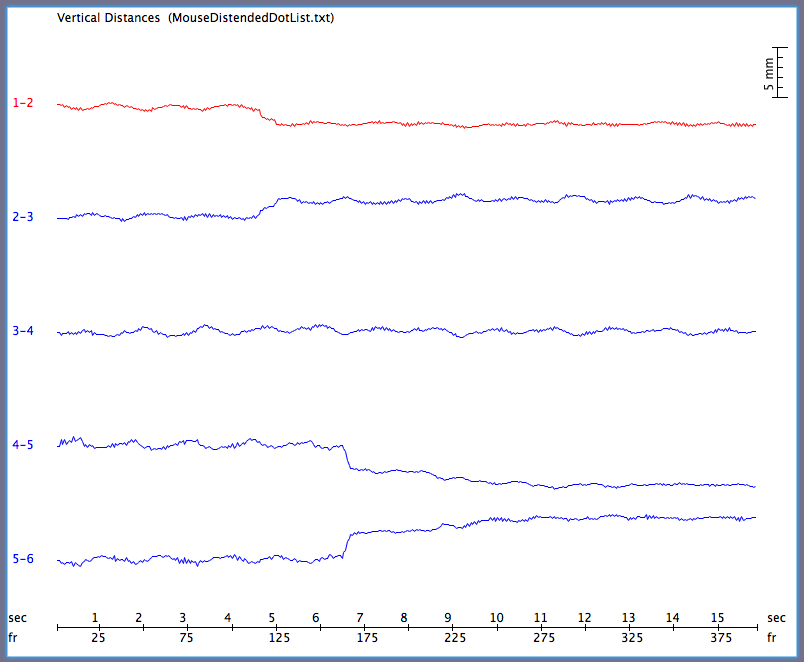 Vertical Distances (MouseDistendedDotList.txt)
5 mm
1-2
2-3
3-4
4-5
5-6
sec 1 2 3 4 5 6 7 8 9 10 11 12 13 14 15 sec
fr 25 75 125 175 225 275 325 375 fr